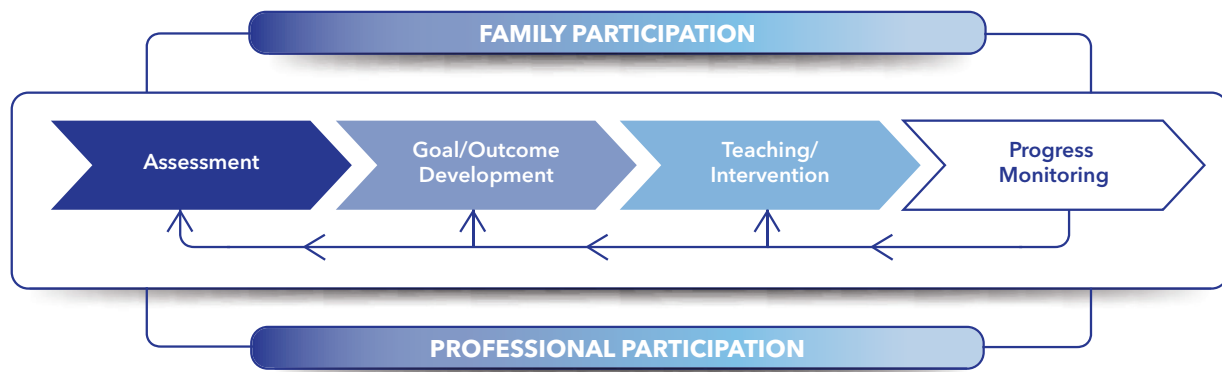 FAMILY PARTICIPATION
Assessment
Goal/Outcome
Development
Teaching/
Intervention
Progress
Monitoring
PROFESSIONAL PARTICIPATION